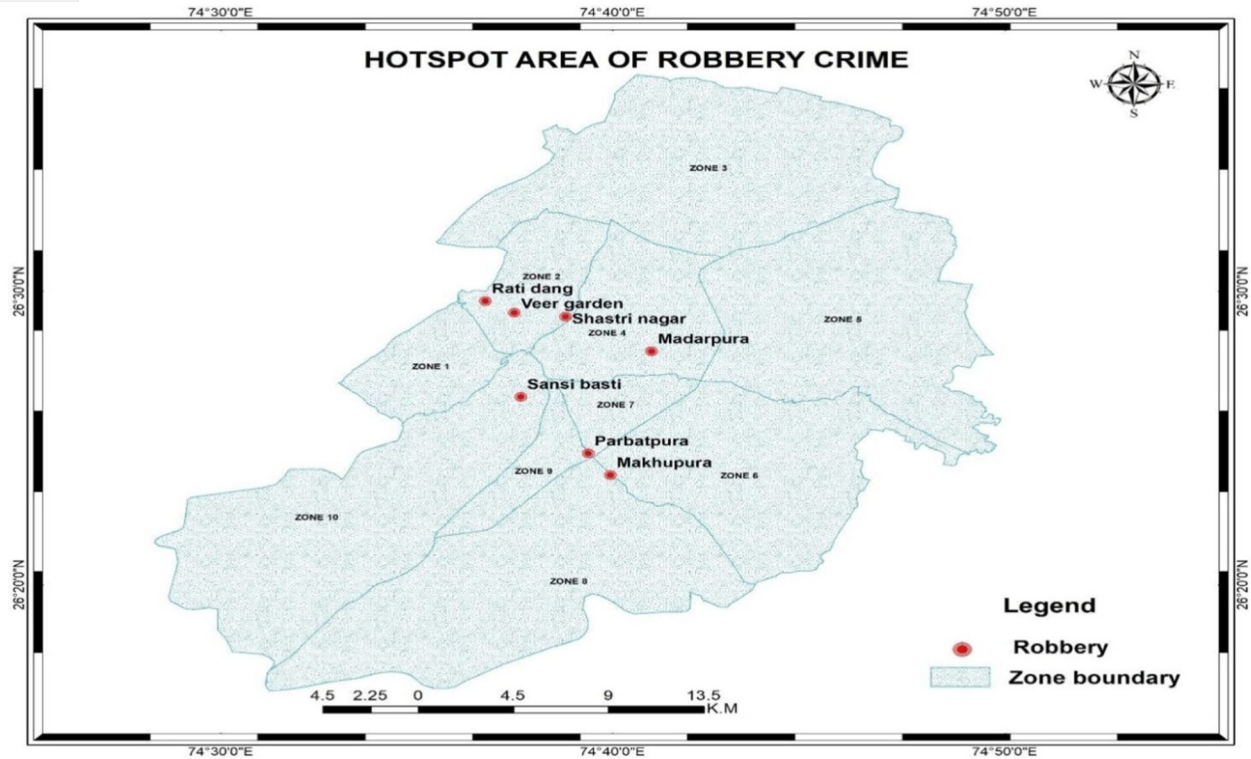 74°30'0"E 74°40'0"E 74°50'0"E
HOTSPOT AREA OF ROBBERY CRIME
N
W E
S
ZONE 3
26°30'0"N 26°30'0"N
ZONE 2
Rati dang
Veer garden
Shastri nagar
ZONE 4
ZONE 5
Madarpura
ZONE 1
Sansi basti
ZONE 7
Parbatpura
Makhupura
ZONE 9
ZONE 6
ZONE 10
ZONE 8
26°20'0"N 26°20'0"N
Legend
Robbery
Zone boundary
4.5 2.25 0 4.5 9 13.5
K.M
74°30'0"E 74°40'0"E 74°50'0"E